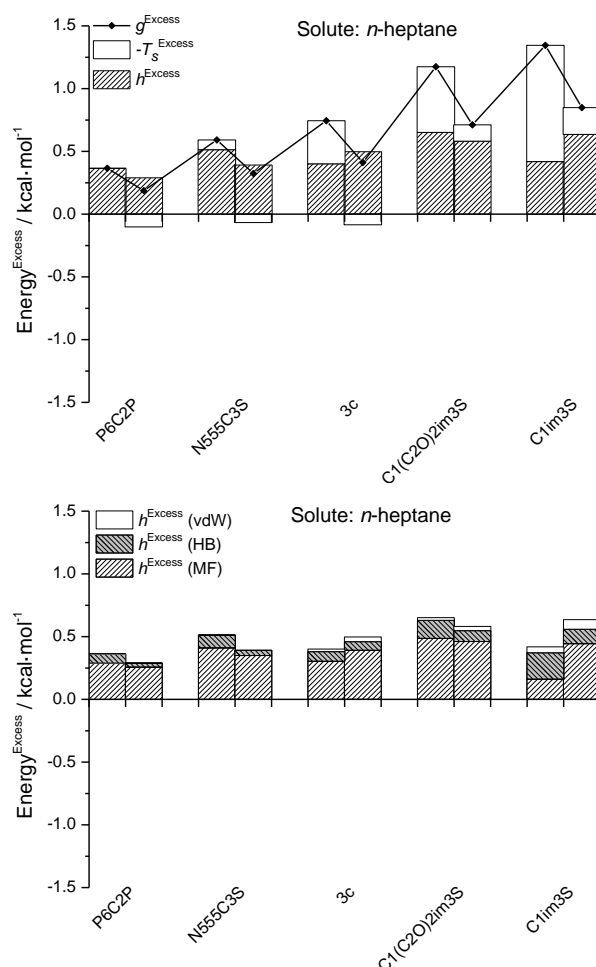 Solute: n-heptane
g^Excess
-T_s^Excess
h^Excess
Energy^Excess / kcal·mol^-1
1.5
1.0
0.5
0.0
-0.5
-1.0
-1.5
P6C2P
N555C3S
3c
C1(C2O)2im3S
C1im3S
Solute: n-heptane
h^Excess (vdW)
h^Excess (HB)
h^Excess (MF)
Energy^Excess / kcal·mol^-1
1.5
1.0
0.5
0.0
-0.5
-1.0
-1.5
P6C2P
N555C3S
3c
C1(C2O)2im3S
C1im3S